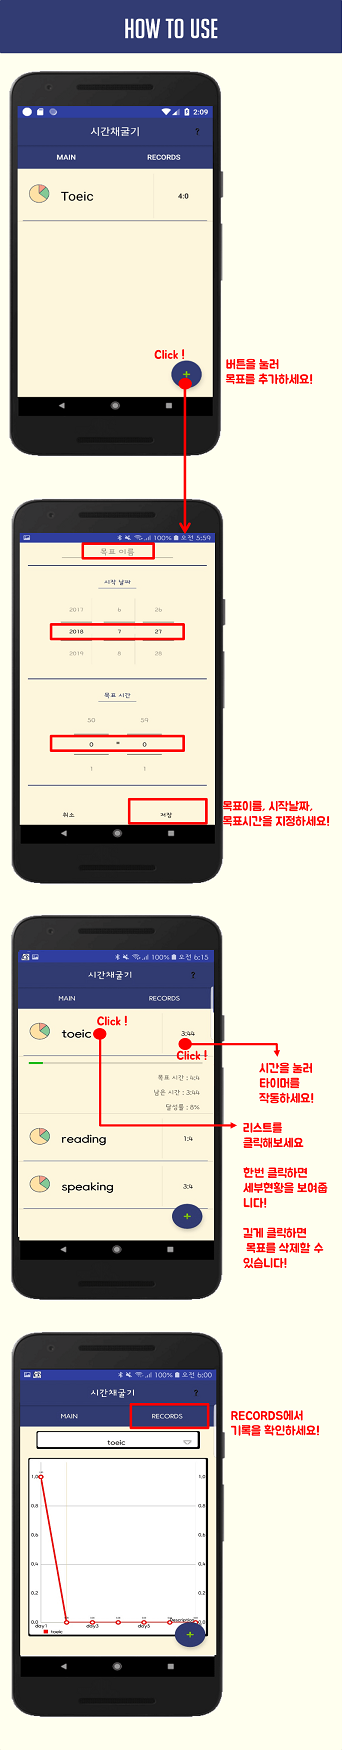 HOW TO USE
2:09
시간채굴기 ?
MAIN RECORDS
Toeic 4:0
Click !
+
버튼을 눌러
목표를 추가하세요!
100% 오전 5:59
목표 이름
시작 날짜
2017 6 26
2018 7 27
2019 8 28
목표 시간
50 59
0 : 0
1 1
취소 저장
목표이름, 시작날짜,
목표시간을 지정하세요!
100% 오전 6:15
시간채굴기 ?
MAIN RECORDS
Click !
toeic 3:44
Click !
목표 시간 : 4:4
남은 시간 : 3:44
달성률 : 8%
reading 1:4
speaking 3:4
+
시간을 눌러
타이머를
작동하세요!
리스트를
클릭해보세요
한번 클릭하면
세부현황을 보여줍
니다!
길게 클릭하면
목표를 삭제할 수
있습니다!
100% 오전 6:00
시간채굴기 ?
MAIN RECORDS
RECORDS에서
기록을 확인하세요!
toeic
1.0 1.0
0.8 0.8
0.6 0.6
0.4 0.4
0.2 0.2
0.0 Description 0.0
day1 day3 day5
toeic
+